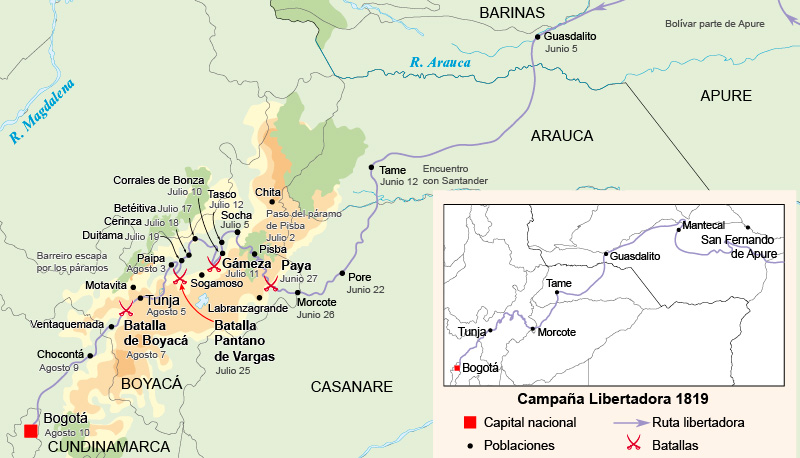 BARINAS
Bolívar parte de Apure
Guasdalito
Junio 5
R. Arauca
R. Magdalena
APURE
ARAUCA
Tame
Junio 12
Encuentro
con Santander
Corrales de Bonza
Julio 10
Tasco
Julio 12
Chita
Betéitiva Julio 17
Cerinza Julio 18
Socha
Julio 5
Paso del páramo
de Pisba
Julio 2
Duitama Julio 19
Pisba
Barreiro escapa
por los páramos
Paipa
Agosto 3
Gámeza
Julio 11
Paya
Junio 27
Pore
Junio 22
Motavita
Sogamoso
Tunja
Agosto 5
Labranzagrande
Morcote
Junio 26
Ventaquemada
Batalla
de Boyacá
Agosto 7
Batalla
Pantano
de Vargas
Julio 25
Chocontá
Agosto 9
BOYACÁ
CASANARE
Bogotá
Agosto 10
CUNDINAMARCA
Mantecal
San Fernando
de Apure
Guasdalito
Tame
Tunja
Morcote
Bogotá
Campaña Libertadora 1819
Capital nacional
Ruta libertadora
Poblaciones
Batallas